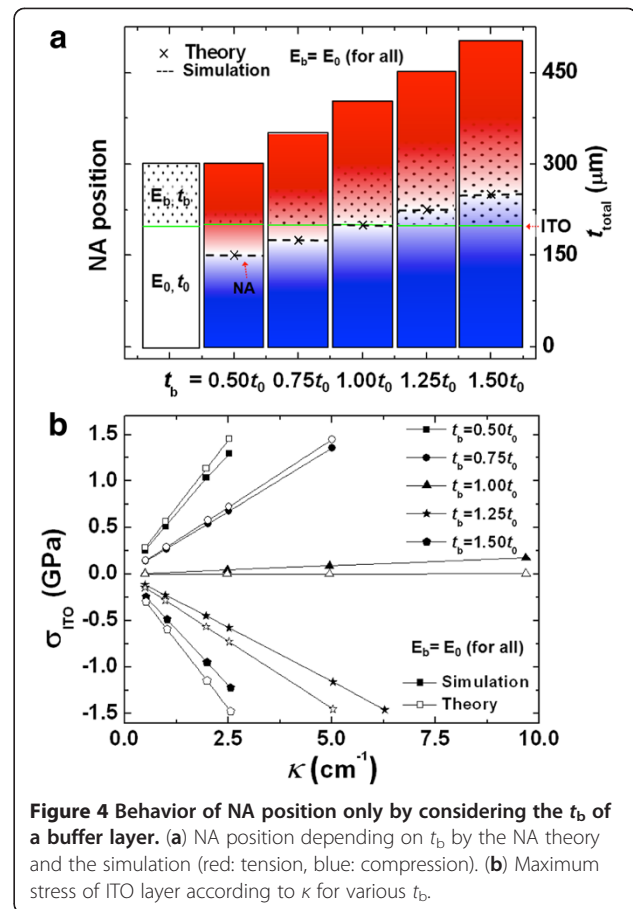 a
× Theory
--- Simulation
E_b= E_0 (for all)
NA position
E_b, t_b
E_0, t_0
NA
450
300
150
0
ITO
t_total (μm)
t_b = 0.50t_0 0.75t_0 1.00t_0 1.25t_0 1.50t_0
b
1.5
1.0
0.5
0.0
-0.5
-1.0
-1.5
σ_ITO (GPa)
t_b=0.50t_0
t_b=0.75t_0
t_b=1.00t_0
t_b=1.25t_0
t_b=1.50t_0
E_b= E_0 (for all)
Simulation
Theory
0.0 2.5 5.0 7.5 10.0
κ (cm⁻¹)
Figure 4 Behavior of NA position only by considering the t_b of
a buffer layer. (a) NA position depending on t_b by the NA theory
and the simulation (red: tension, blue: compression). (b) Maximum
stress of ITO layer according to κ for various t_b.